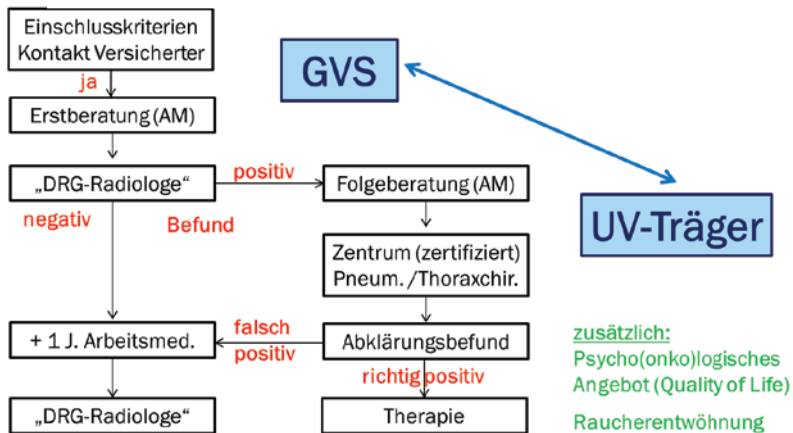 Einschlusskriterien
Kontakt Versicherter
ja
Erstberatung (AM)
„DRG-Radiologe“
positiv
Folgeberatung (AM)
negativ
Befund
Zentrum (zertifiziert)
Pneum./Thoraxchir.
+ 1 J. Arbeitsmed.
falsch
positiv
Abklärungsbefund
richtig positiv
„DRG-Radiologe“
Therapie
GVS
UV-Träger
zusätzlich:
Psycho(onko)logisches
Angebot (Quality of Life)
Raucherentwöhnung